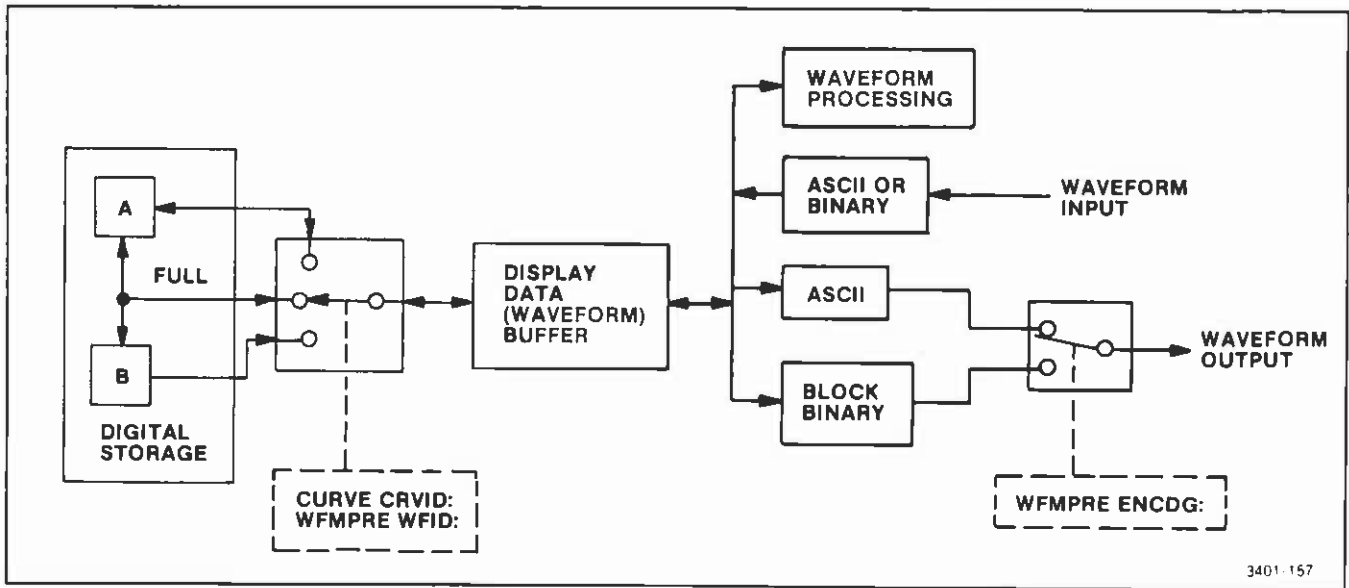 A
FULL
B
DIGITAL
STORAGE
CURVE CRVID:
WFMPRE WFID:
DISPLAY
DATA
(WAVEFORM)
BUFFER
WAVEFORM
PROCESSING
ASCII OR
BINARY
WAVEFORM
INPUT
ASCII
BLOCK
BINARY
WAVEFORM
OUTPUT
WFMPRE ENCDG:
3401-157